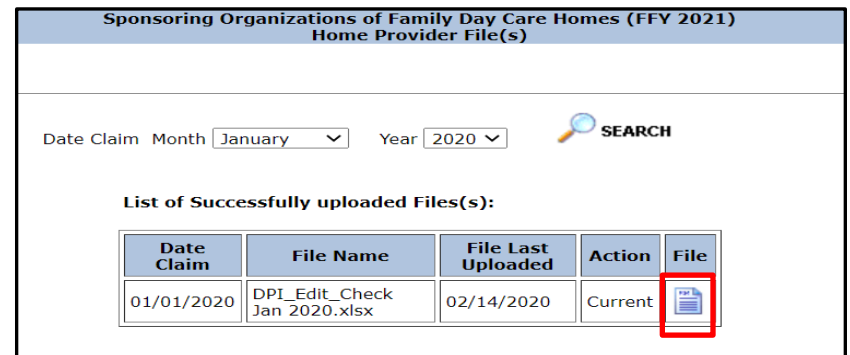 Sponsoring Organizations of Family Day Care Homes (FFY 2021)
Home Provider File(s)
Date Claim Month January Year 2020 SEARCH
List of Successfully uploaded Files(s):
Date Claim File Name File Last Uploaded Action File
01/01/2020 DPI_Edit_Check Jan 2020.xlsx 02/14/2020 Current